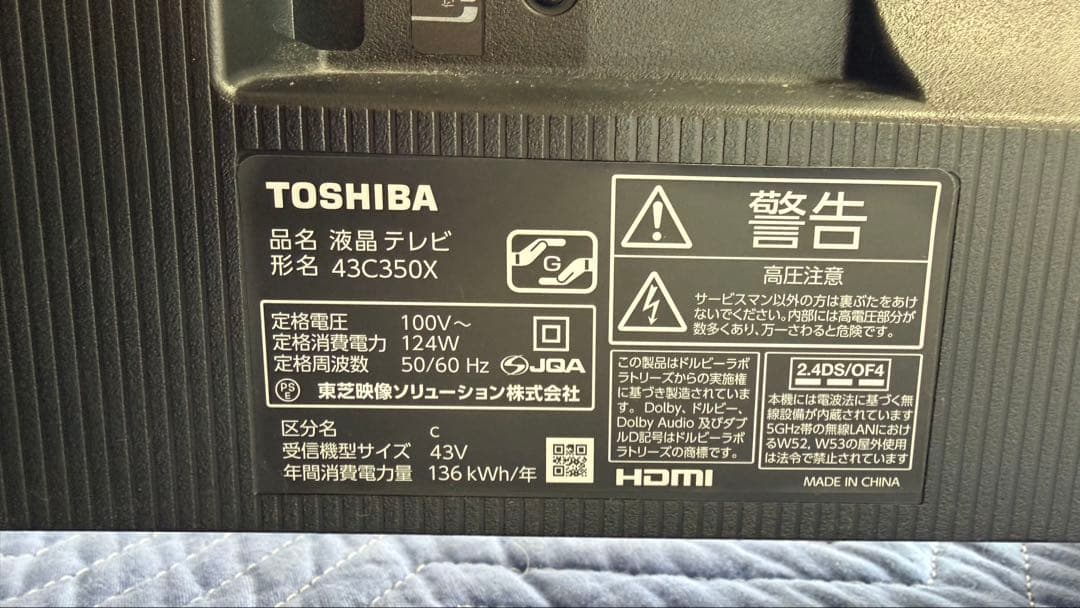 TOSHIBA
品名 液晶テレビ
形名 43C350X
G
定格電圧 100V～
定格消費電力 124W
定格周波数 50/60 Hz
JQA
PSE 東芝映像ソリューション株式会社
区分名 C
受信機型サイズ 43V
年間消費電力量 136 kWh/年
警告
高圧注意
サービスマン以外の方は裏ぶたをあけ
ないでください。内部には高電圧部分が
数多くあり、万一さわると危険です。
この製品はドルビーラボ
ラトリーズからの実施権
に基づき製造されていま
す。Dolby、ドルビー、
Dolby Audio 及びダブ
ルD記号はドルビーラボ
ラトリーズの商標です。
2.4DS/OF4
本機には電波法に基づく無
線設備が内蔵されています
5GHz帯の無線LANにおけ
るW52, W53の屋外使用
は法令で禁止されています
HDMI
MADE IN CHINA